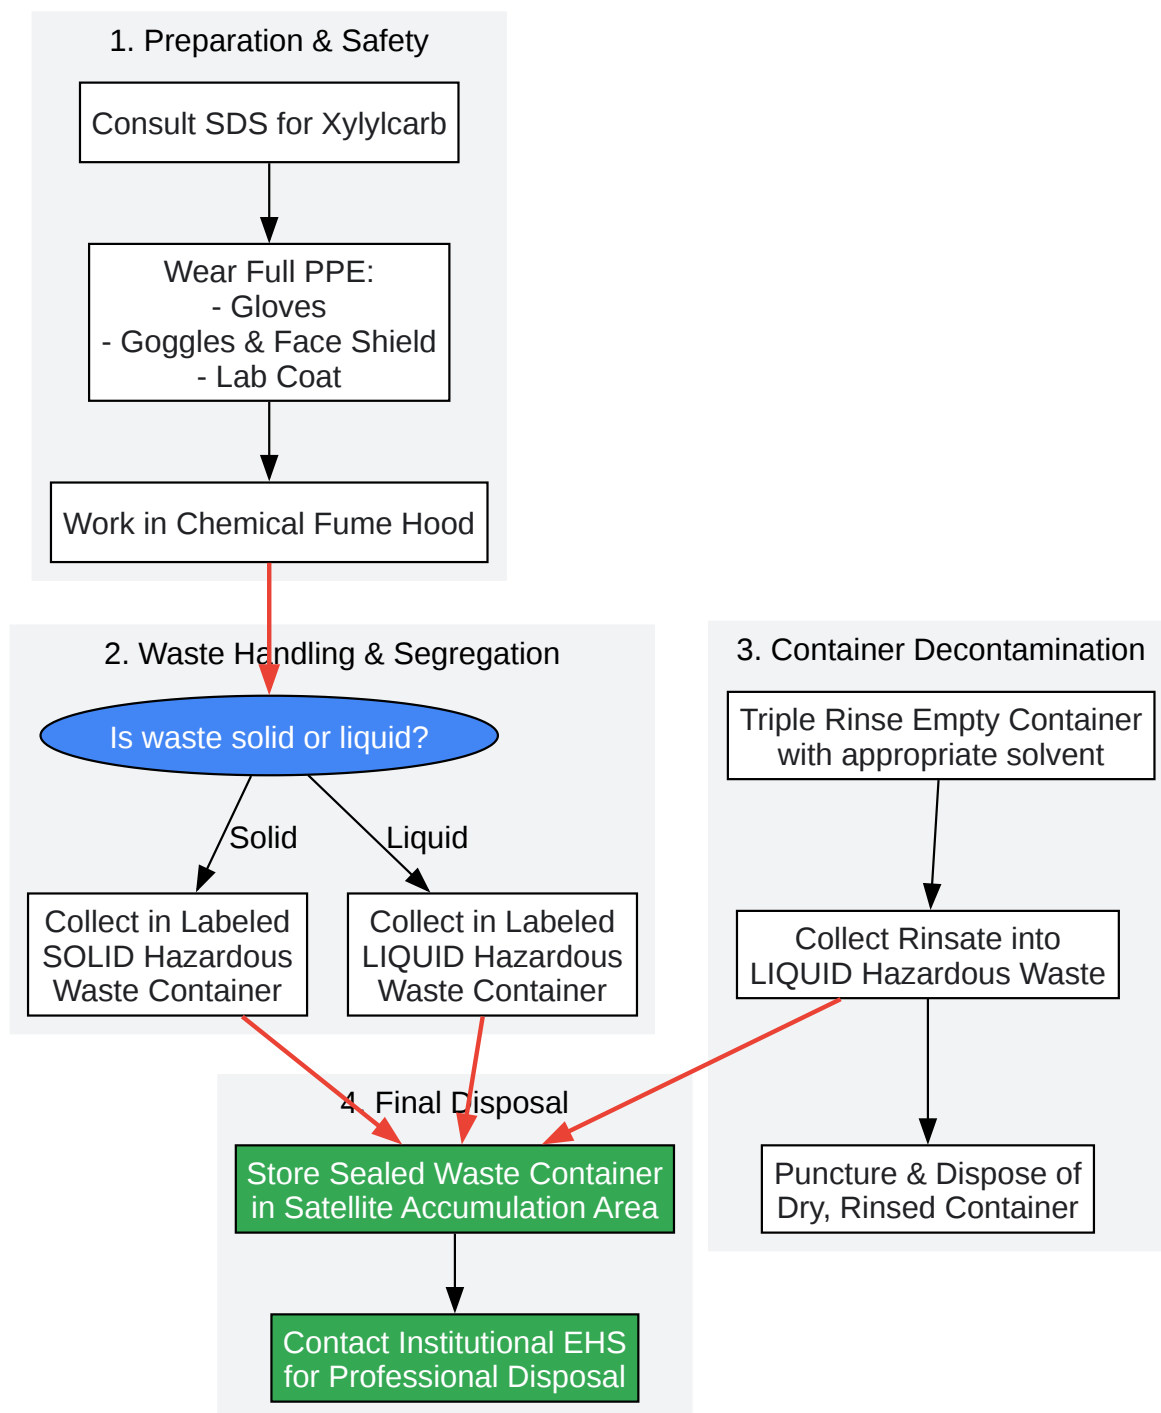 1. Preparation & Safety
Consult SDS for Xylylcarb
Wear Full PPE:
- Gloves
- Goggles & Face Shield
- Lab Coat
Work in Chemical Fume Hood
2. Waste Handling & Segregation
Is waste solid or liquid?
Solid
Liquid
Collect in Labeled
SOLID Hazardous
Waste Container
Collect in Labeled
LIQUID Hazardous
Waste Container
3. Container Decontamination
Triple Rinse Empty Container
with appropriate solvent
Collect Rinsate into
LIQUID Hazardous Waste
Puncture & Dispose of
Dry, Rinsed Container
4. Final Disposal
Store Sealed Waste Container
in Satellite Accumulation Area
Contact Institutional EHS
for Professional Disposal